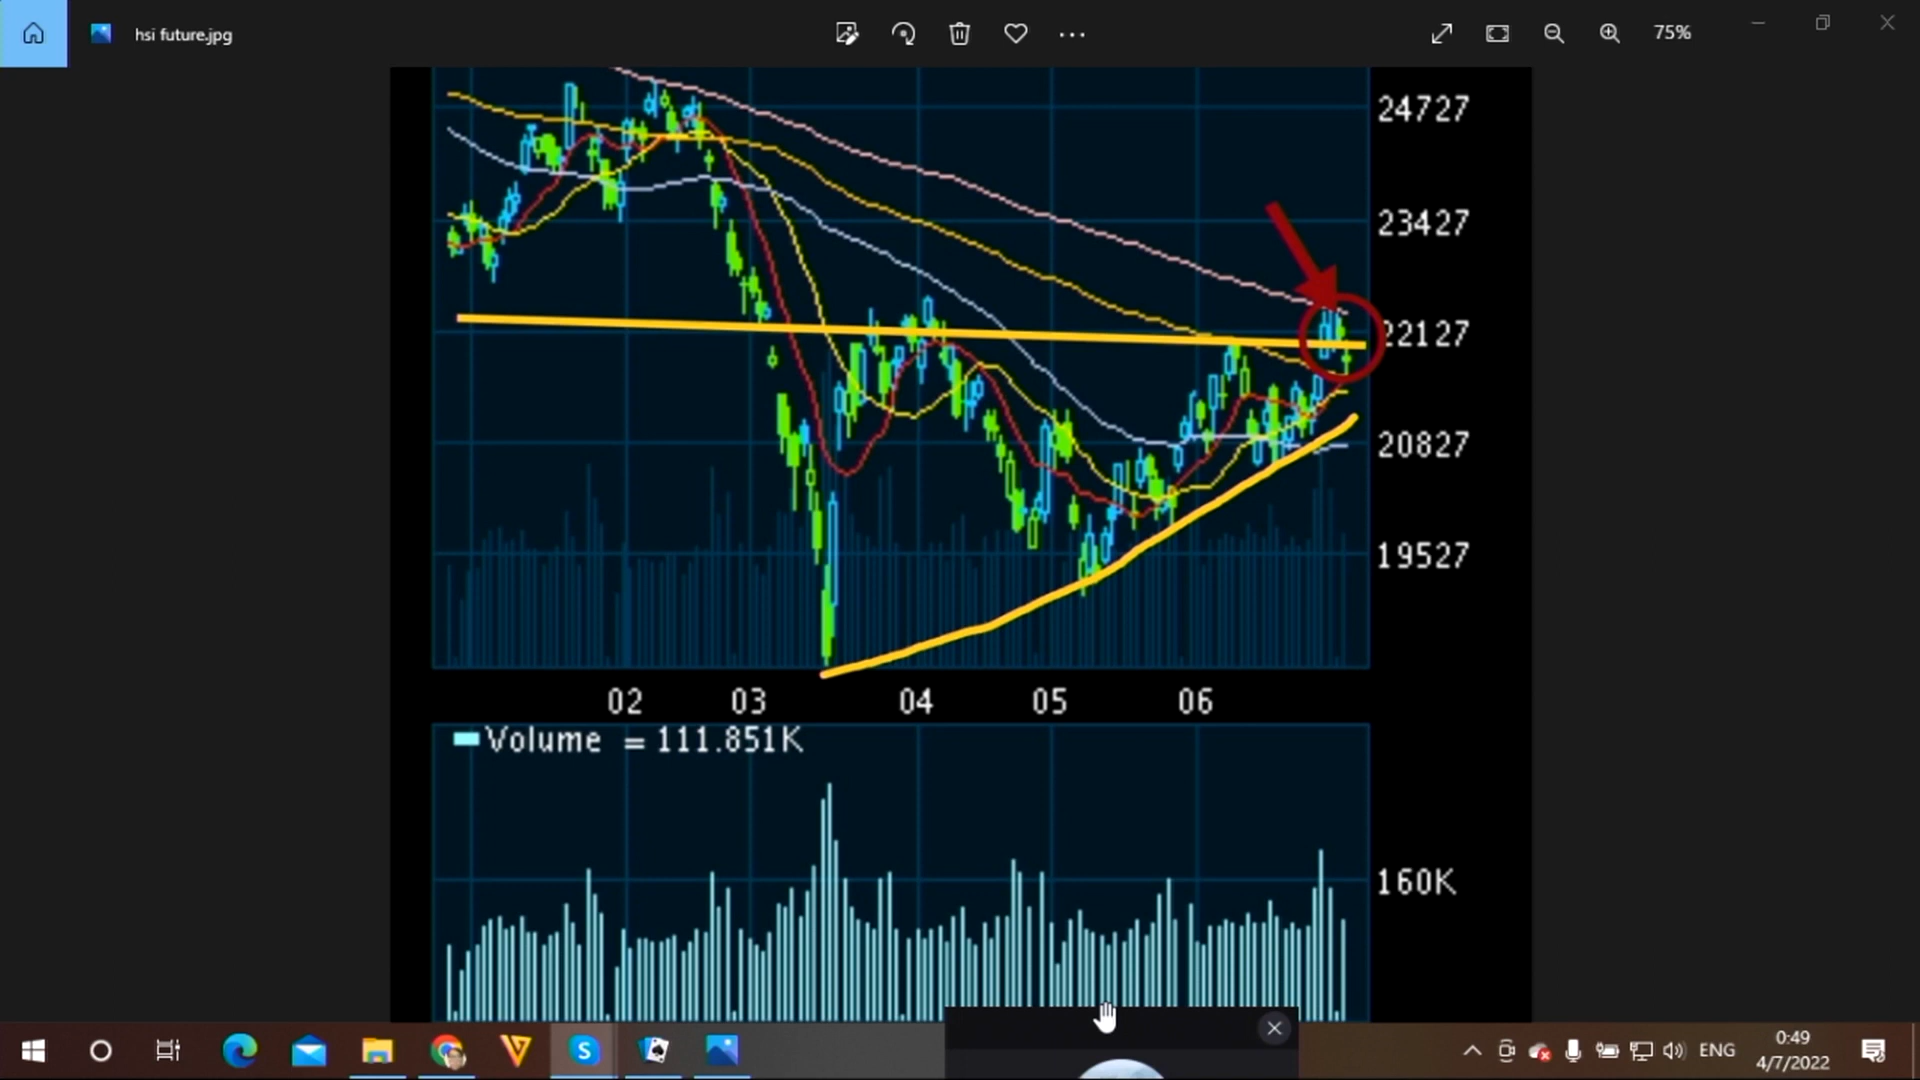 hsi future.jpg
75%
24727
23427
22127
20827
19527
02 03 04 05 06
Volume = 111.851K
160K
ENG
0:49
4/7/2022